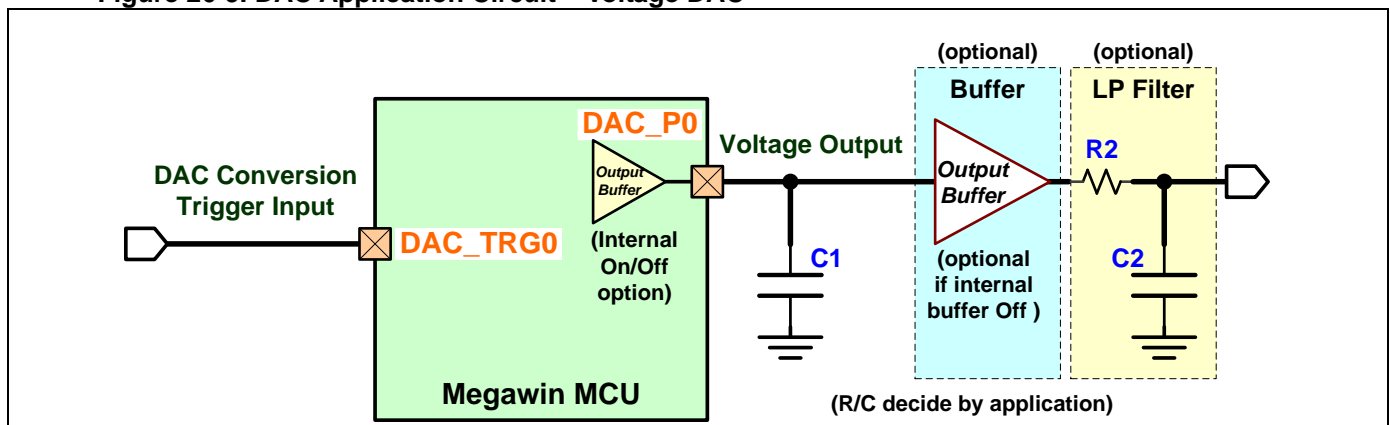 (optional)
(optional)
Buffer
LP Filter
DAC_P0
Voltage Output
R2
DAC Conversion
Trigger Input
Output
Buffer
Output
Buffer
DAC_TRG0
(Internal
On/Off
option)
C1
(optional
if internal
buffer Off )
C2
Megawin MCU
(R/C decide by application)